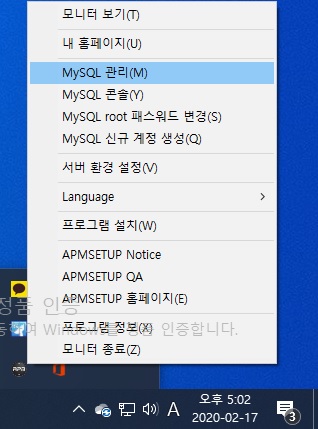 모니터 보기(T)
내 홈페이지(U)
MySQL 관리(M)
MySQL 콘솔(Y)
MySQL root 패스워드 변경(S)
MySQL 신규 계정 생성(Q)
서버 환경 설정(V)
Language
프로그램 설치(W)
정품 인증
APMSETUP Notice
APMSETUP QA
APMSETUP 홈페이지(E)
프로그램 정보(X)
Windows를 정품 인증합니다.
모니터 종료(Z)
A
오후 5:02
2020-02-17
3